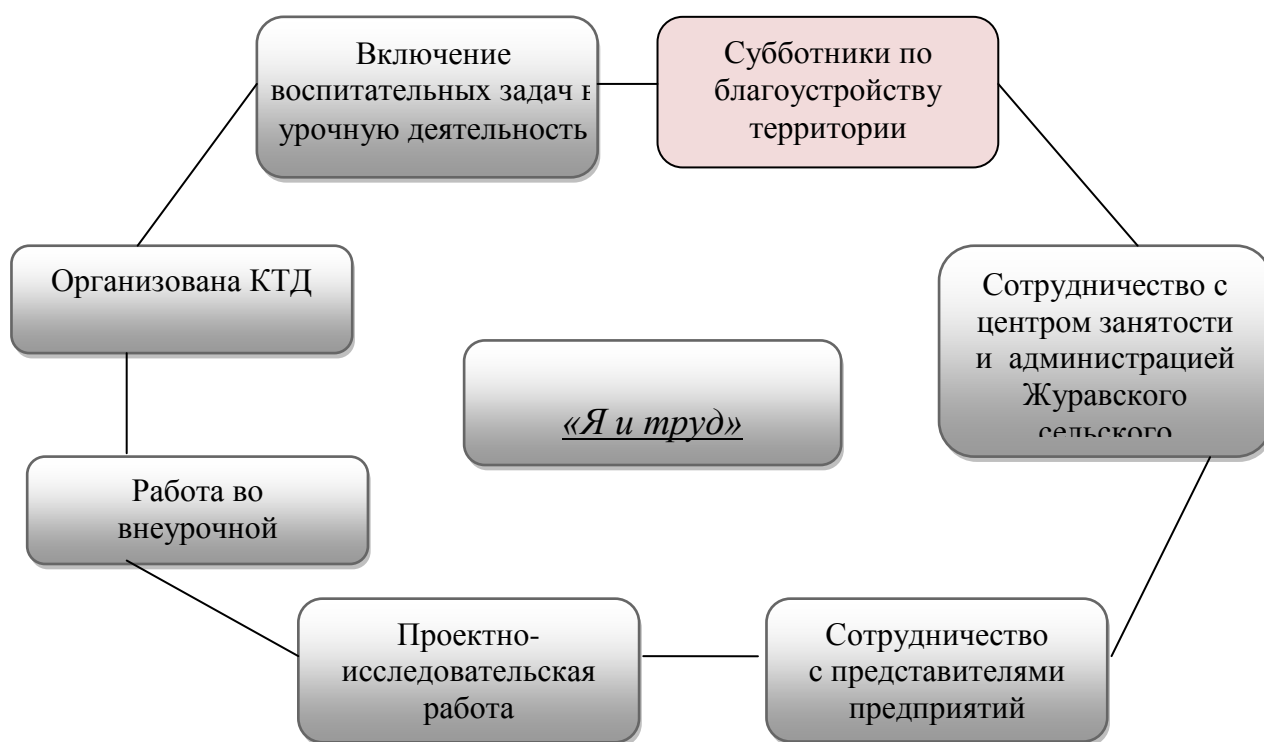 Включение
воспитательных задач в
урочную деятельность
Субботники по
благоустройству
территории
Организована КТД
Сотрудничество с
центром занятости
и администрацией
Журавского
сельского
«Я и труд»
Работа во
внеурочной
Проектно-
исследовательская
работа
Сотрудничество
с представителями
предприятий